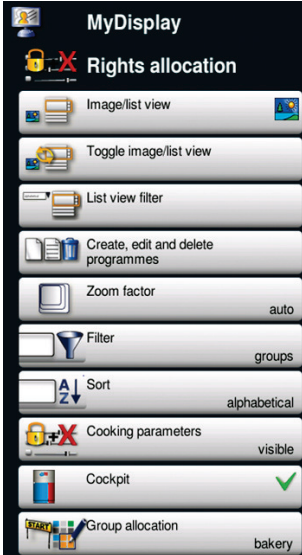 MyDisplay
Rights allocation
Image/list view
Toggle image/list view
List view filter
Create, edit and delete
programmes
Zoom factor
auto
Filter
groups
A
Z
Sort
alphabetical
Cooking parameters
visible
Cockpit
START
Group allocation
bakery